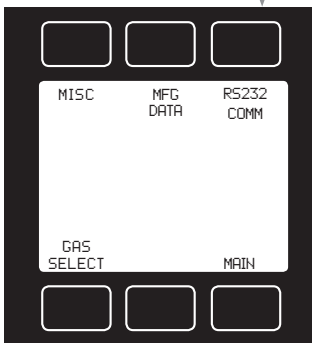 MISC
MFG
DATA
RS232
COMM
GAS
SELECT
MAIN